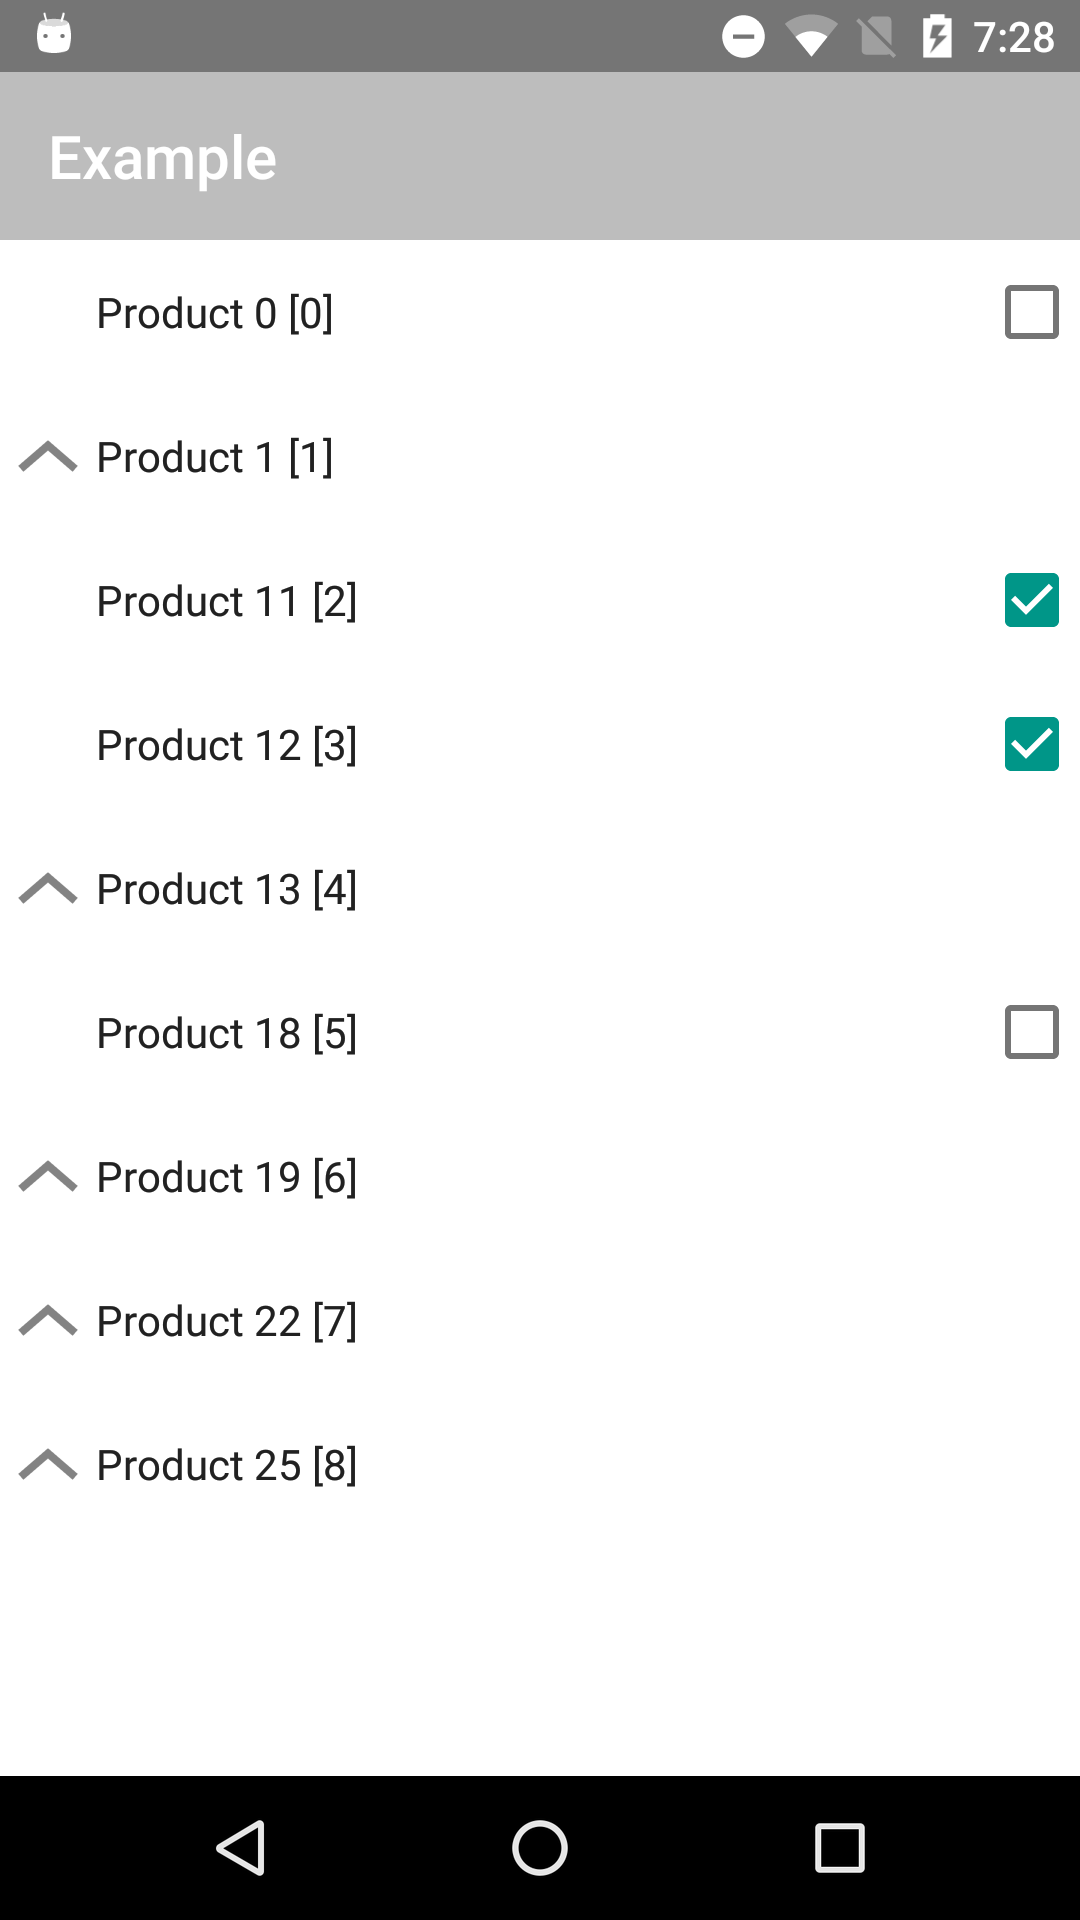 7:28
Example
Product 0 [0]
Product 1 [1]
Product 11 [2]
Product 12 [3]
Product 13 [4]
Product 18 [5]
Product 19 [6]
Product 22 [7]
Product 25 [8]